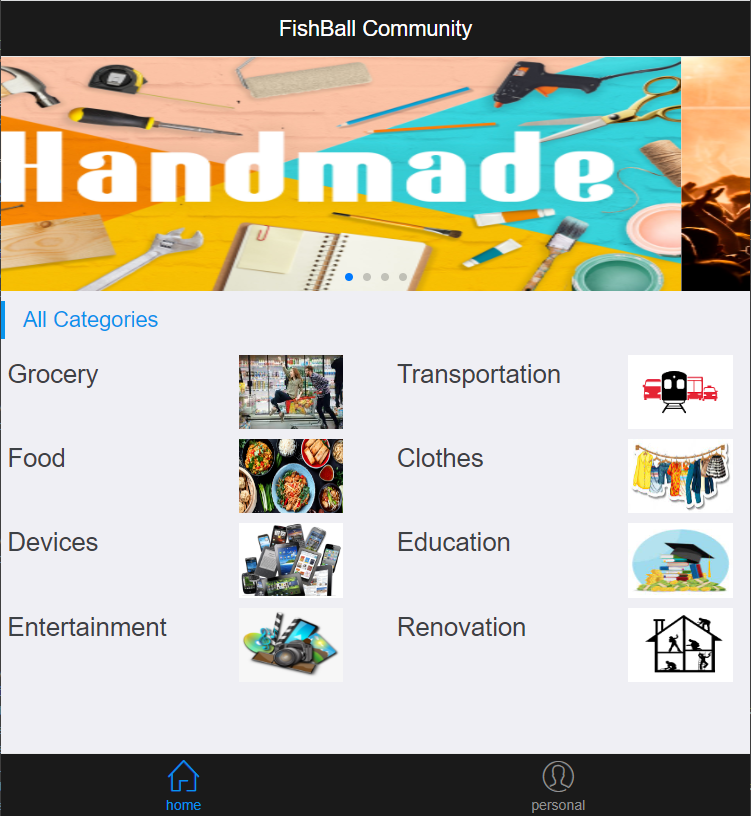 FishBall Community
Handmade
All Categories
Grocery
Transportation
Food
Clothes
Devices
Education
Entertainment
Renovation
home
personal